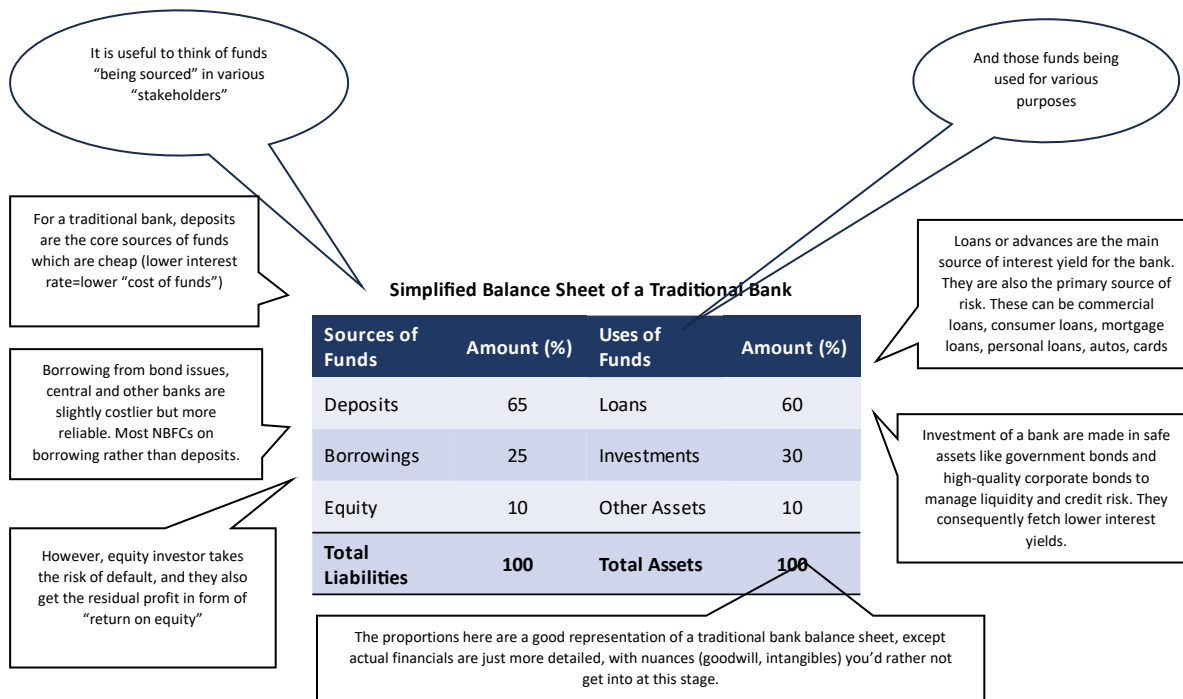 It is useful to think of funds
“being sourced” in various
“stakeholders”
And those funds being
used for various
purposes
For a traditional bank, deposits
are the core sources of funds
which are cheap (lower interest
rate=lower “cost of funds”)
Loans or advances are the main
source of interest yield for the bank.
They are also the primary source of
risk. These can be commercial
loans, consumer loans, mortgage
loans, personal loans, autos, cards
Simplified Balance Sheet of a Traditional Bank
Sources of Funds Amount (%) Uses of Funds Amount (%)
Deposits 65 Loans 60
Borrowings 25 Investments 30
Equity 10 Other Assets 10
Total Liabilities 100 Total Assets 100
Borrowing from bond issues,
central and other banks are
slightly costlier but more
reliable. Most NBFCs on
borrowing rather than deposits.
Investment of a bank are made in safe
assets like government bonds and
high-quality corporate bonds to
manage liquidity and credit risk. They
consequently fetch lower interest
yields.
However, equity investor takes
the risk of default, and they also
get the residual profit in form of
“return on equity”
The proportions here are a good representation of a traditional bank balance sheet, except
actual financials are just more detailed, with nuances (goodwill, intangibles) you’d rather not
get into at this stage.